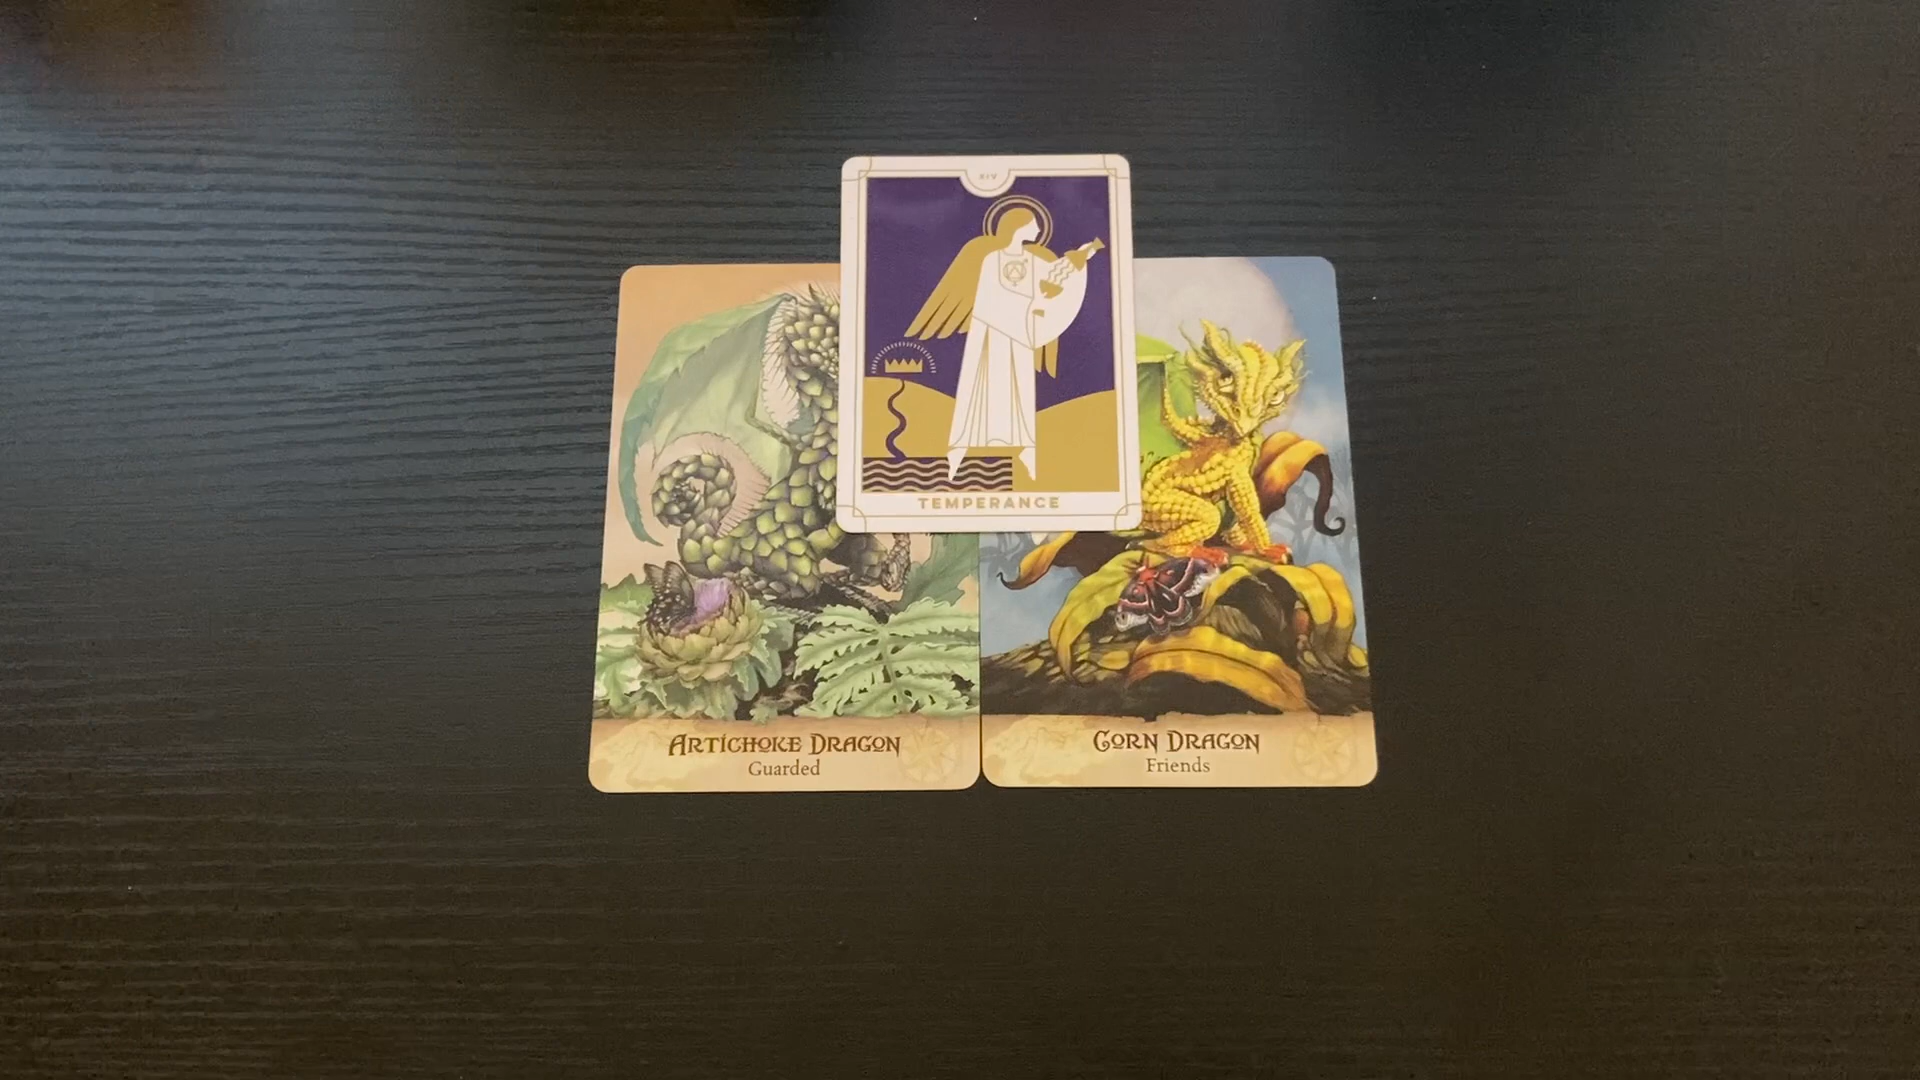 XIV
TEMPERANCE
ARTICHOKE DRAGON
Guarded
CORN DRAGON
Friends